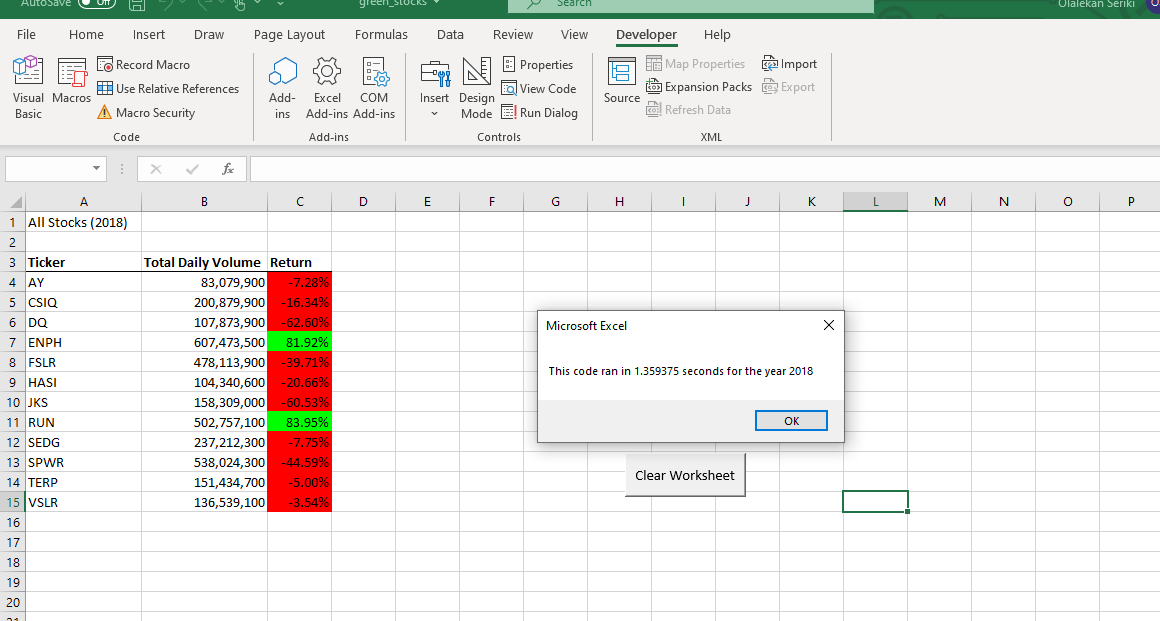 AutoSave Off green_stocks Search Olalekan Seriki
File Home Insert Draw Page Layout Formulas Data Review View Developer Help
Visual Basic
Macros
Record Macro
Use Relative References
Macro Security
Code
Add-ins
Excel Add-ins
COM Add-ins
Add-ins
Insert
Design Mode
Properties
View Code
Run Dialog
Controls
Source
Map Properties
Expansion Packs
Refresh Data
Import
Export
XML
fx
A B C D E F G H I J K L M N O P
1 All Stocks (2018)
2
3 Ticker Total Daily Volume Return
4 AY 83,079,900 -7.28%
5 CSIQ 200,879,900 -16.34%
6 DQ 107,873,900 -62.60%
7 ENPH 607,473,500 81.92%
8 FSLR 478,113,900 -39.71%
9 HASI 104,340,600 -20.66%
10 JKS 158,309,000 -60.53%
11 RUN 502,757,100 83.95%
12 SEDG 237,212,300 -7.75%
13 SPWR 538,024,300 -44.59%
14 TERP 151,434,700 -5.00%
15 VSLR 136,539,100 -3.54%
16
17
18
19
20
Microsoft Excel
This code ran in 1.359375 seconds for the year 2018
OK
Clear Worksheet